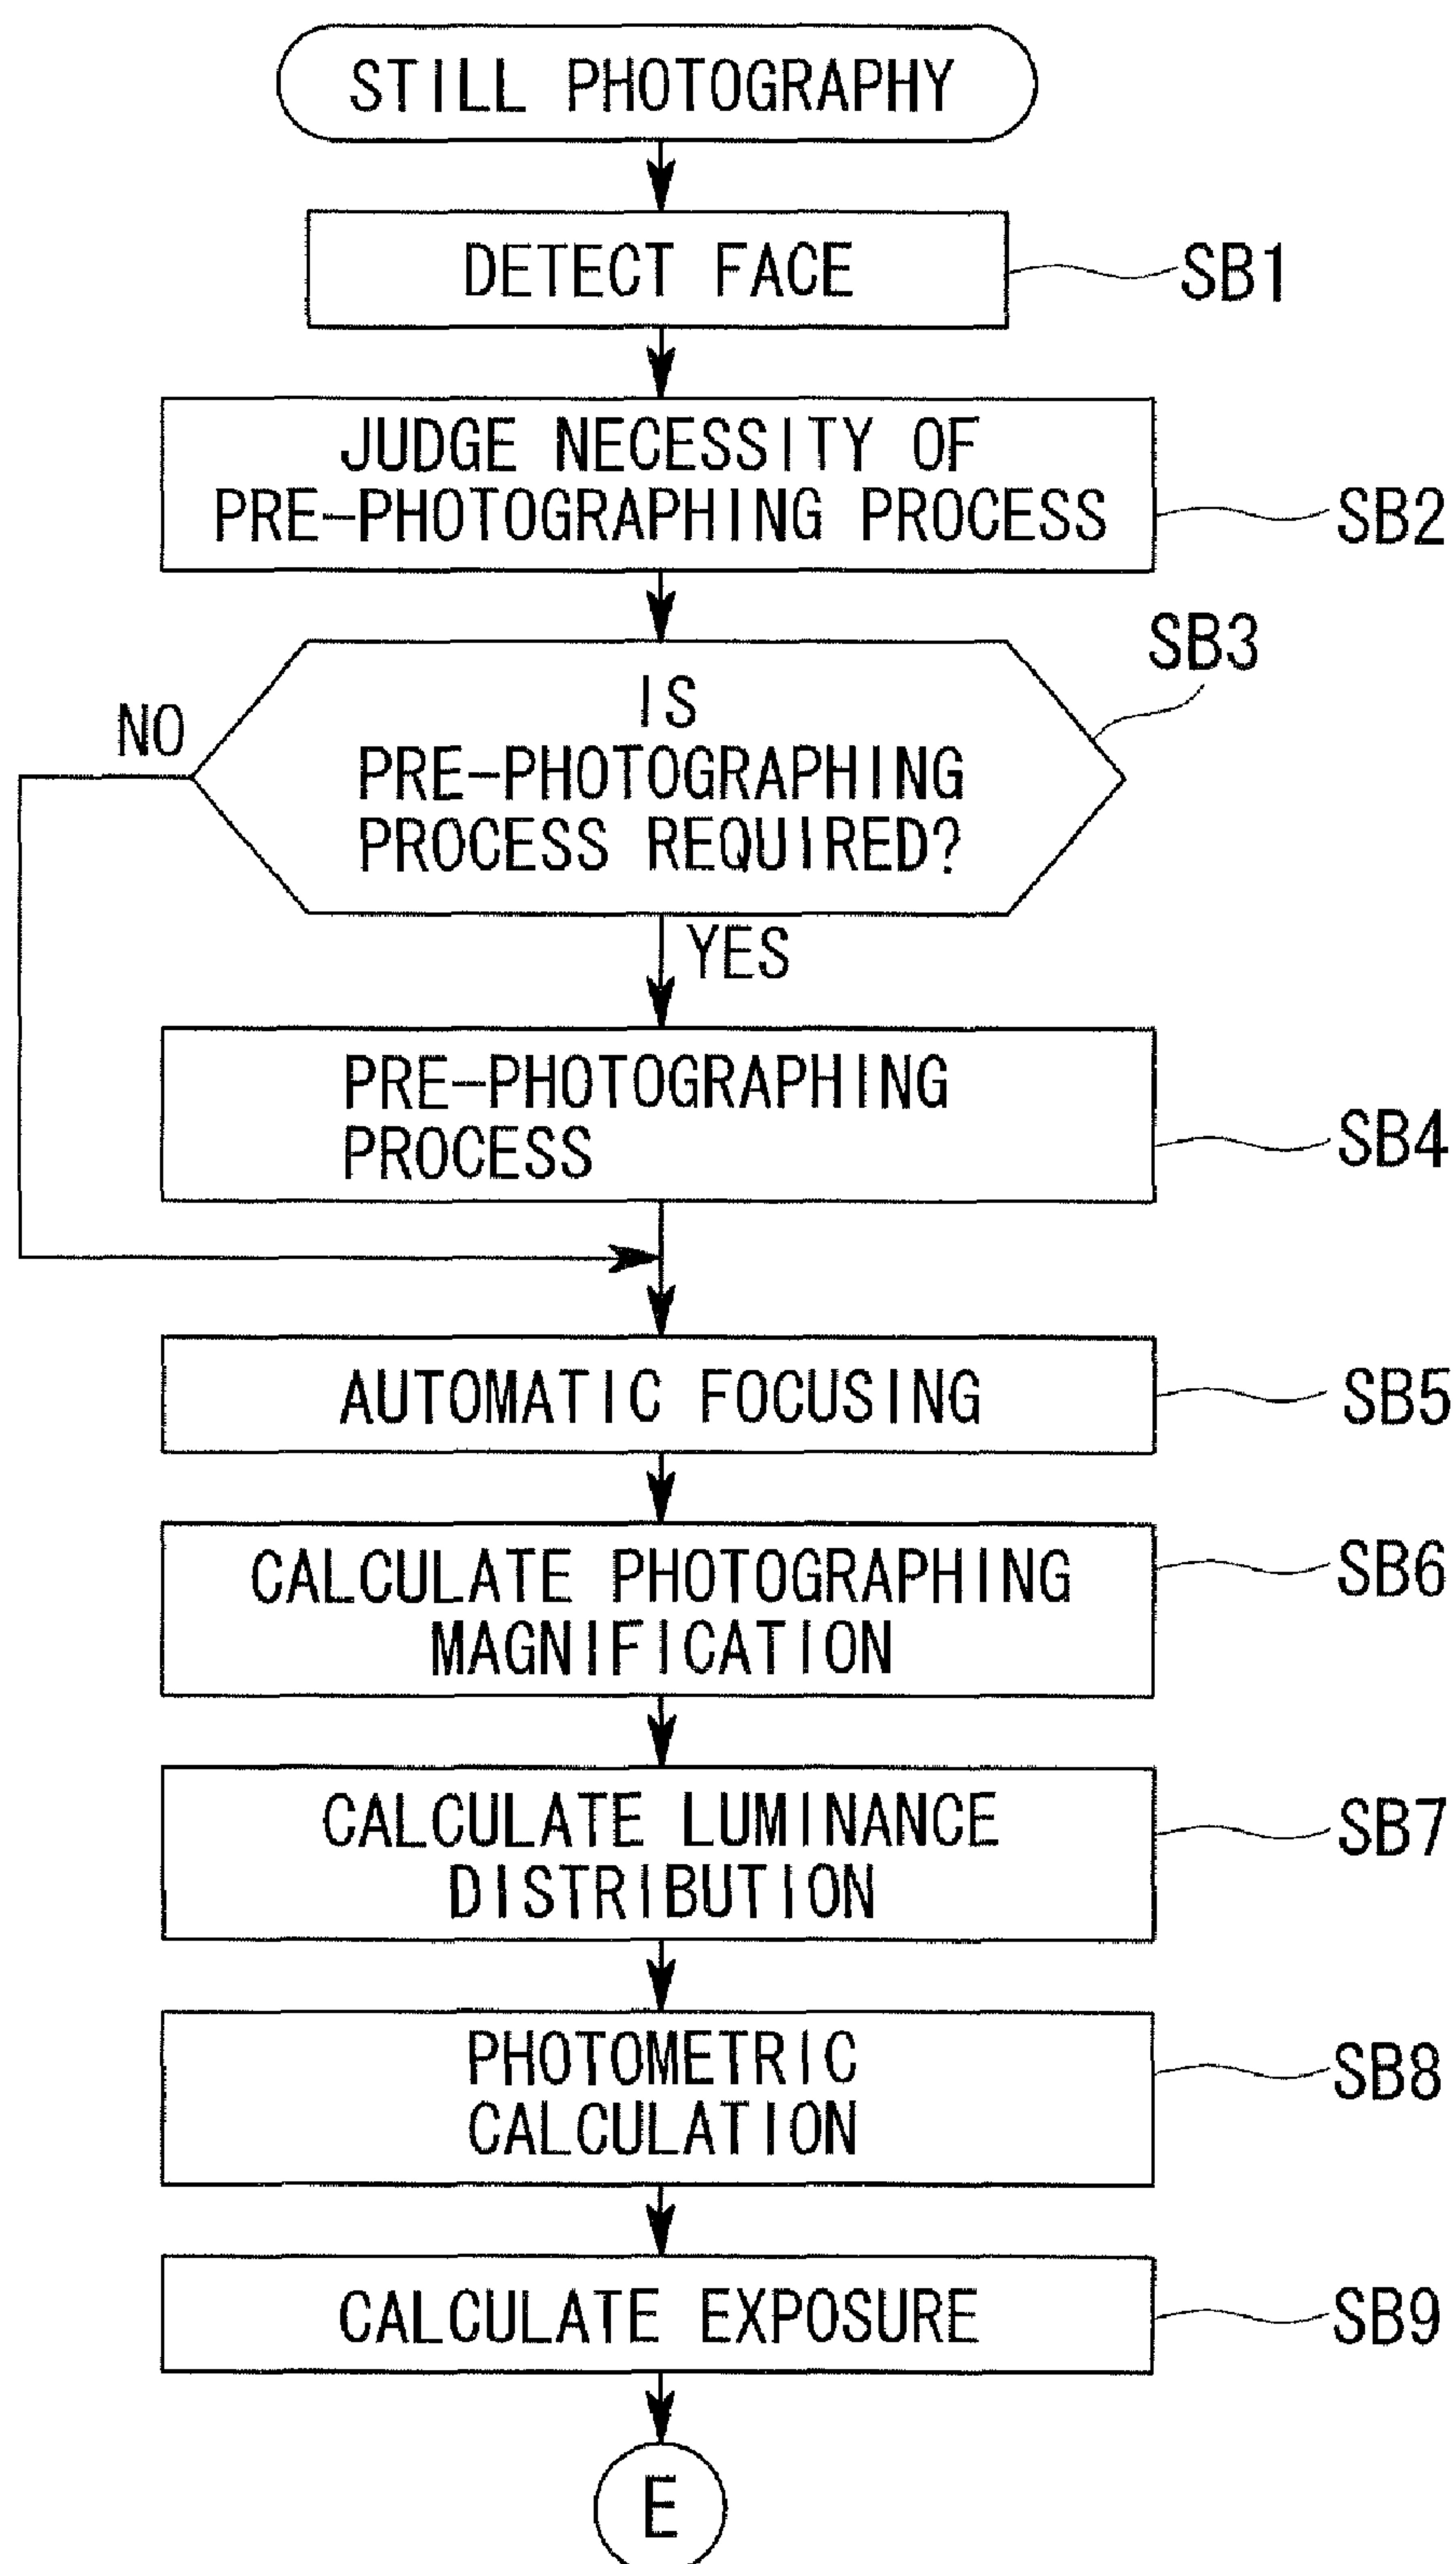 STILL PHOTOGRAPHY
DETECT FACE
SB1
JUDGE NECESSITY OF
PRE-PHOTOGRAPHING PROCESS
SB2
SB3
NO
IS
PRE-PHOTOGRAPHING
PROCESS REQUIRED?
YES
PRE-PHOTOGRAPHING
PROCESS
SB4
AUTOMATIC FOCUSING
SB5
CALCULATE PHOTOGRAPHING
MAGNIFICATION
SB6
CALCULATE LUMINANCE
DISTRIBUTION
SB7
PHOTOMETRIC
CALCULATION
SB8
CALCULATE EXPOSURE
SB9
E